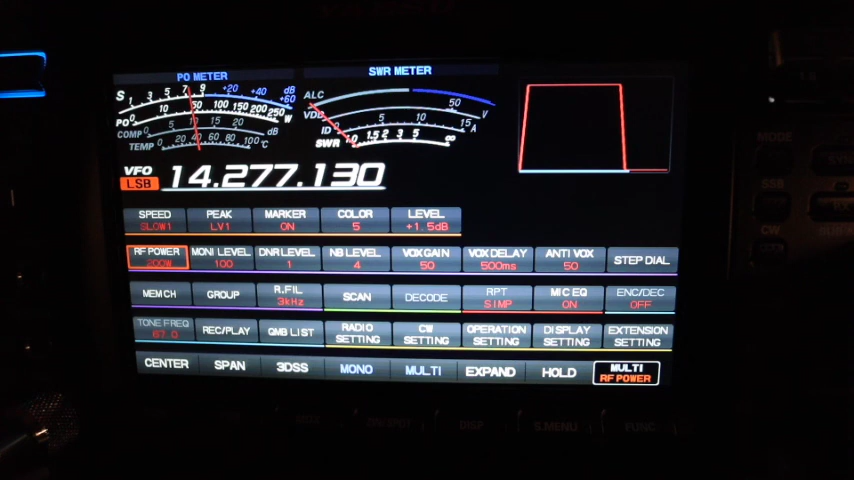 PO METER
SWR METER
S 1 3 5 7 9 +20 +40 +60 dB
PO 0 10 50 100 150 200 250 W
COMP 0 5 10 15 20 dB
TEMP 0 20 40 60 80 100 °C
ALC
VDD 0 50 V
ID 0 5 10 15 A
SWR 1.0 1.5 2 3 5 ∞
VFO
LSB 14.277.130
SPEED PEAK MARKER COLOR LEVEL
SLOW1 LV1 ON 5 +1.5dB
RF POWER MONI LEVEL DNR LEVEL NB LEVEL VOX GAIN VOX DELAY ANTI VOX STEP DIAL
200W 100 1 4 50 500ms 50
MEM CH GROUP R.FIL SCAN DECODE RPT MIC EQ ENC/DEC
3kHz SIMP ON OFF
TONE FREQ REC/PLAY QMB LIST RADIO SETTING CW SETTING OPERATION SETTING DISPLAY SETTING EXTENSION SETTING
67.0
CENTER SPAN 3DSS MONO MULTI EXPAND HOLD MULTI
RF POWER
MODE
SSB
CW
DISP S.MENU FUNC